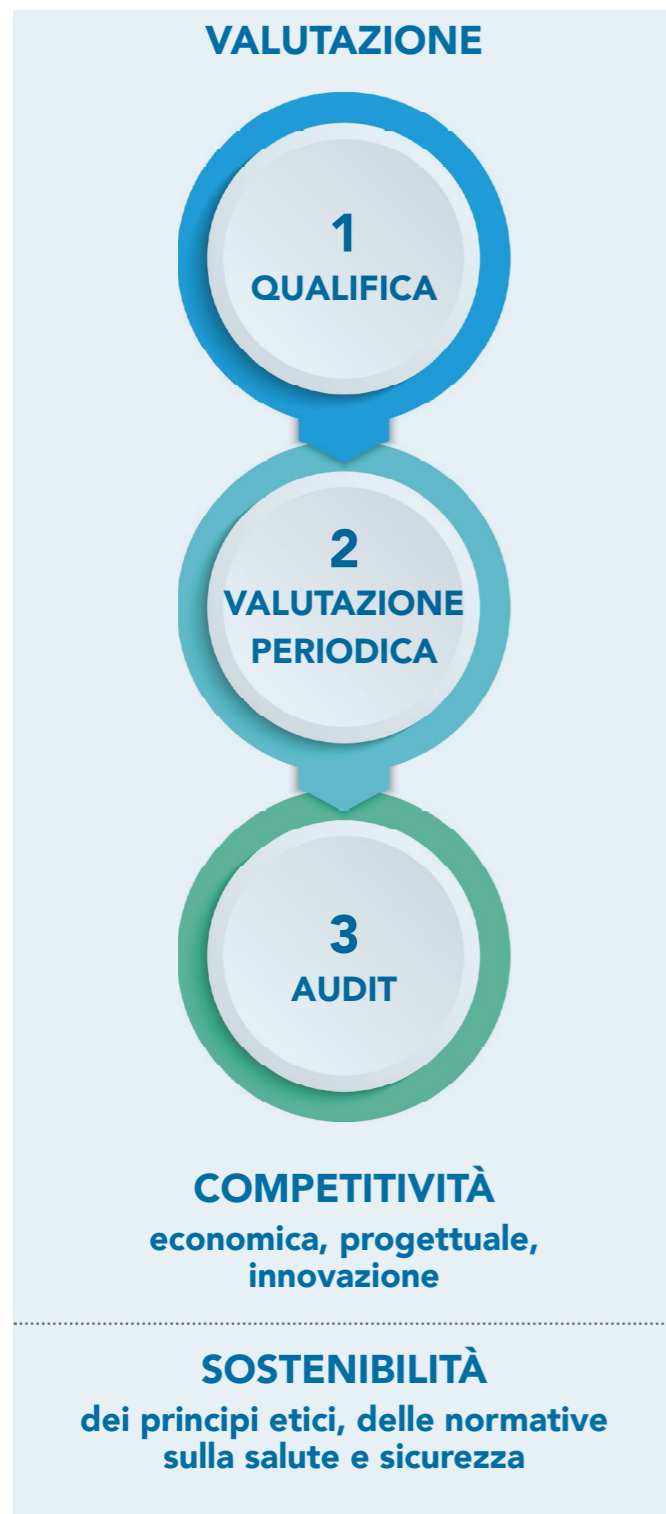 VALUTAZIONE
1
QUALIFICA
2
VALUTAZIONE
PERIODICA
3
AUDIT
COMPETITIVITÀ
economica, progettuale,
innovazione
SOSTENIBILITÀ
dei principi etici, delle normative
sulla salute e sicurezza